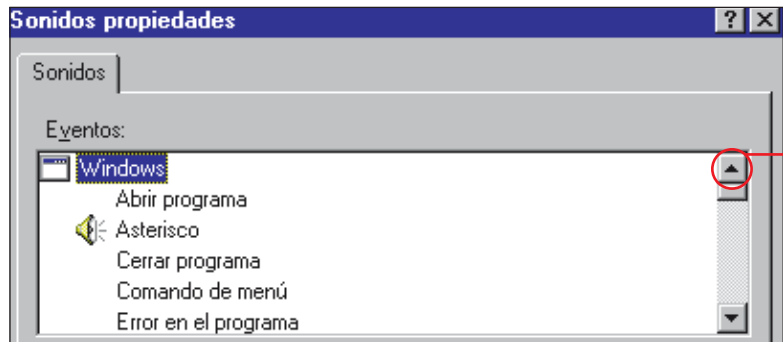 Sonidos propiedades ? ×
Sonidos
Eventos:
Windows
Abrir programa
Asterisco
Cerrar programa
Comando de menú
Error en el programa